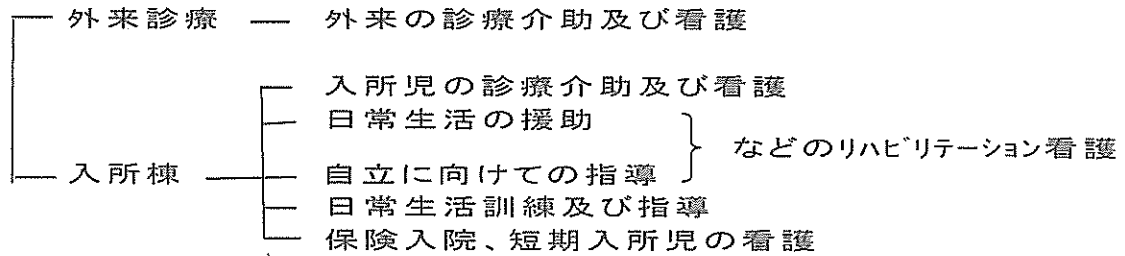 外来診療 外来の診療介助及び看護
入所児の診療介助及び看護
日常生活の援助
などのリハビリテーション看護
入所棟 自立に向けての指導
日常生活訓練及び指導
保険入院、短期入所児の看護